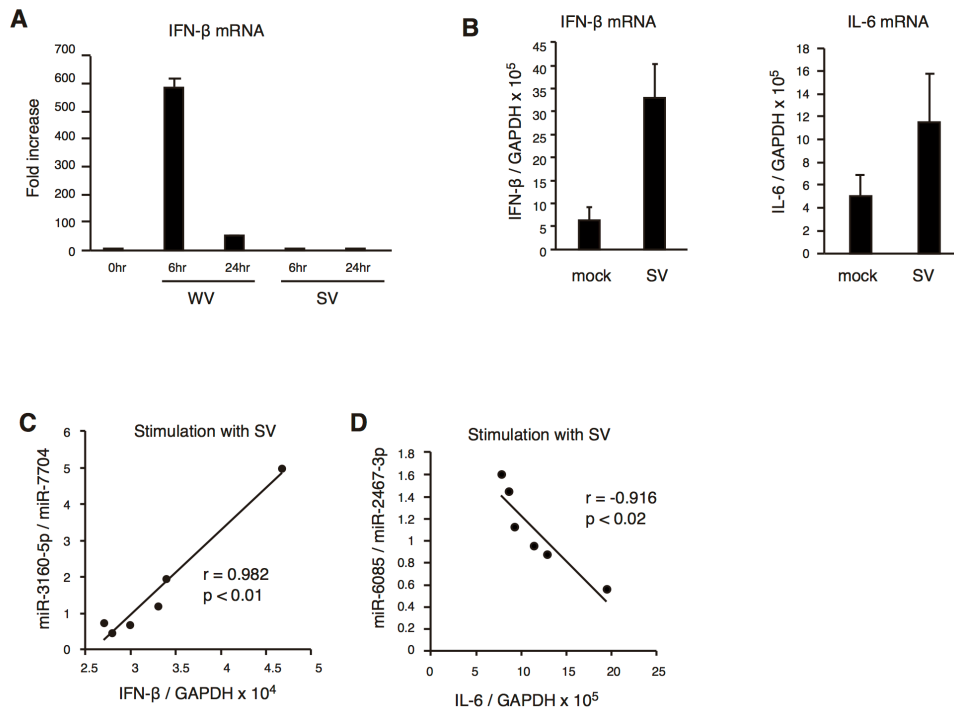 A
IFN-β mRNA
Fold increase
700
600
500
400
300
200
100
0
0hr
6hr
24hr
6hr
24hr
WV
SV
B
IFN-β mRNA
IFN-β / GAPDH x 10⁵
45
40
35
30
25
20
15
10
5
0
mock
SV
IL-6 mRNA
IL-6 / GAPDH x 10⁵
18
16
14
12
10
8
6
4
2
0
mock
SV
C
Stimulation with SV
miR-3160-5p / miR-7704
6
5
4
3
2
1
0
r = 0.982
p < 0.01
2.5
3
3.5
4
4.5
5
IFN-β / GAPDH x 10⁴
D
Stimulation with SV
miR-6085 / miR-2467-3p
1.8
1.6
1.4
1.2
1
0.8
0.6
0.4
0.2
0
r = -0.916
p < 0.02
0
5
10
15
20
25
IL-6 / GAPDH x 10⁵